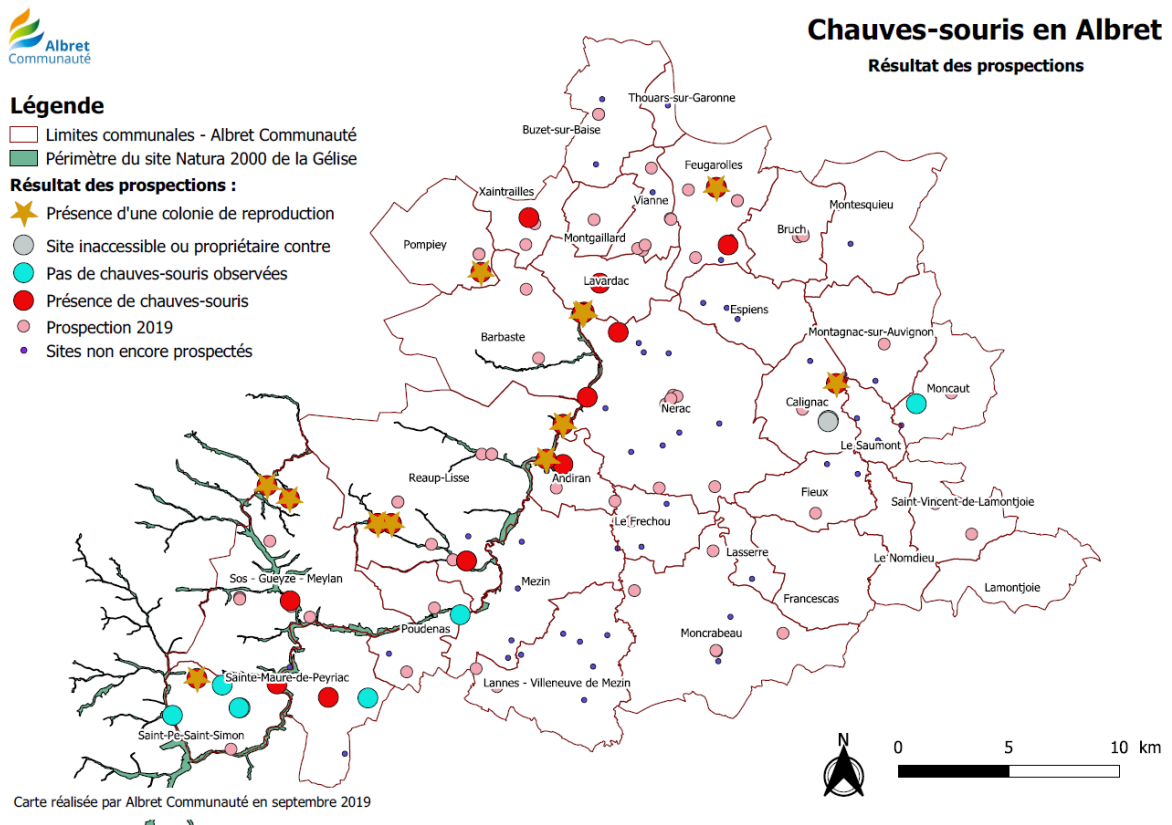 Albret
Communauté
Chauves-souris en Albret
Résultat des prospections
Légende
Limites communales - Albret Communauté
Périmètre du site Natura 2000 de la Gélise
Résultat des prospections :
Présence d'une colonie de reproduction
Site inaccessible ou propriétaire contre
Pas de chauves-souris observées
Présence de chauves-souris
Prospection 2019
Sites non encore prospectés
Thouars-sur-Garonne
Buzet-sur-Baise
Feugarolles
Xaintrailles
Vianne
Montesquieu
Bruch
Montgaillard
Pompiey
Lavardac
Espiens
Barbaste
Montagnac-sur-Auvignon
Moncaut
Calignac
Nerac
Le Saumont
Reaup-Lisse
Andiran
Fieux
Saint-Vincent-de-Lamontjoie
Le Frechou
Lasserre
Le Nomdieu
Sos - Gueyze - Meylan
Mezin
Lamontjoie
Francescas
Poudenas
Moncrabeau
Sainte-Maure-de-Peyriac
Lannes - Villeneuve de Mezin
Saint-Pe-Saint-Simon
N
0 5 10 km
Carte réalisée par Albret Communauté en septembre 2019